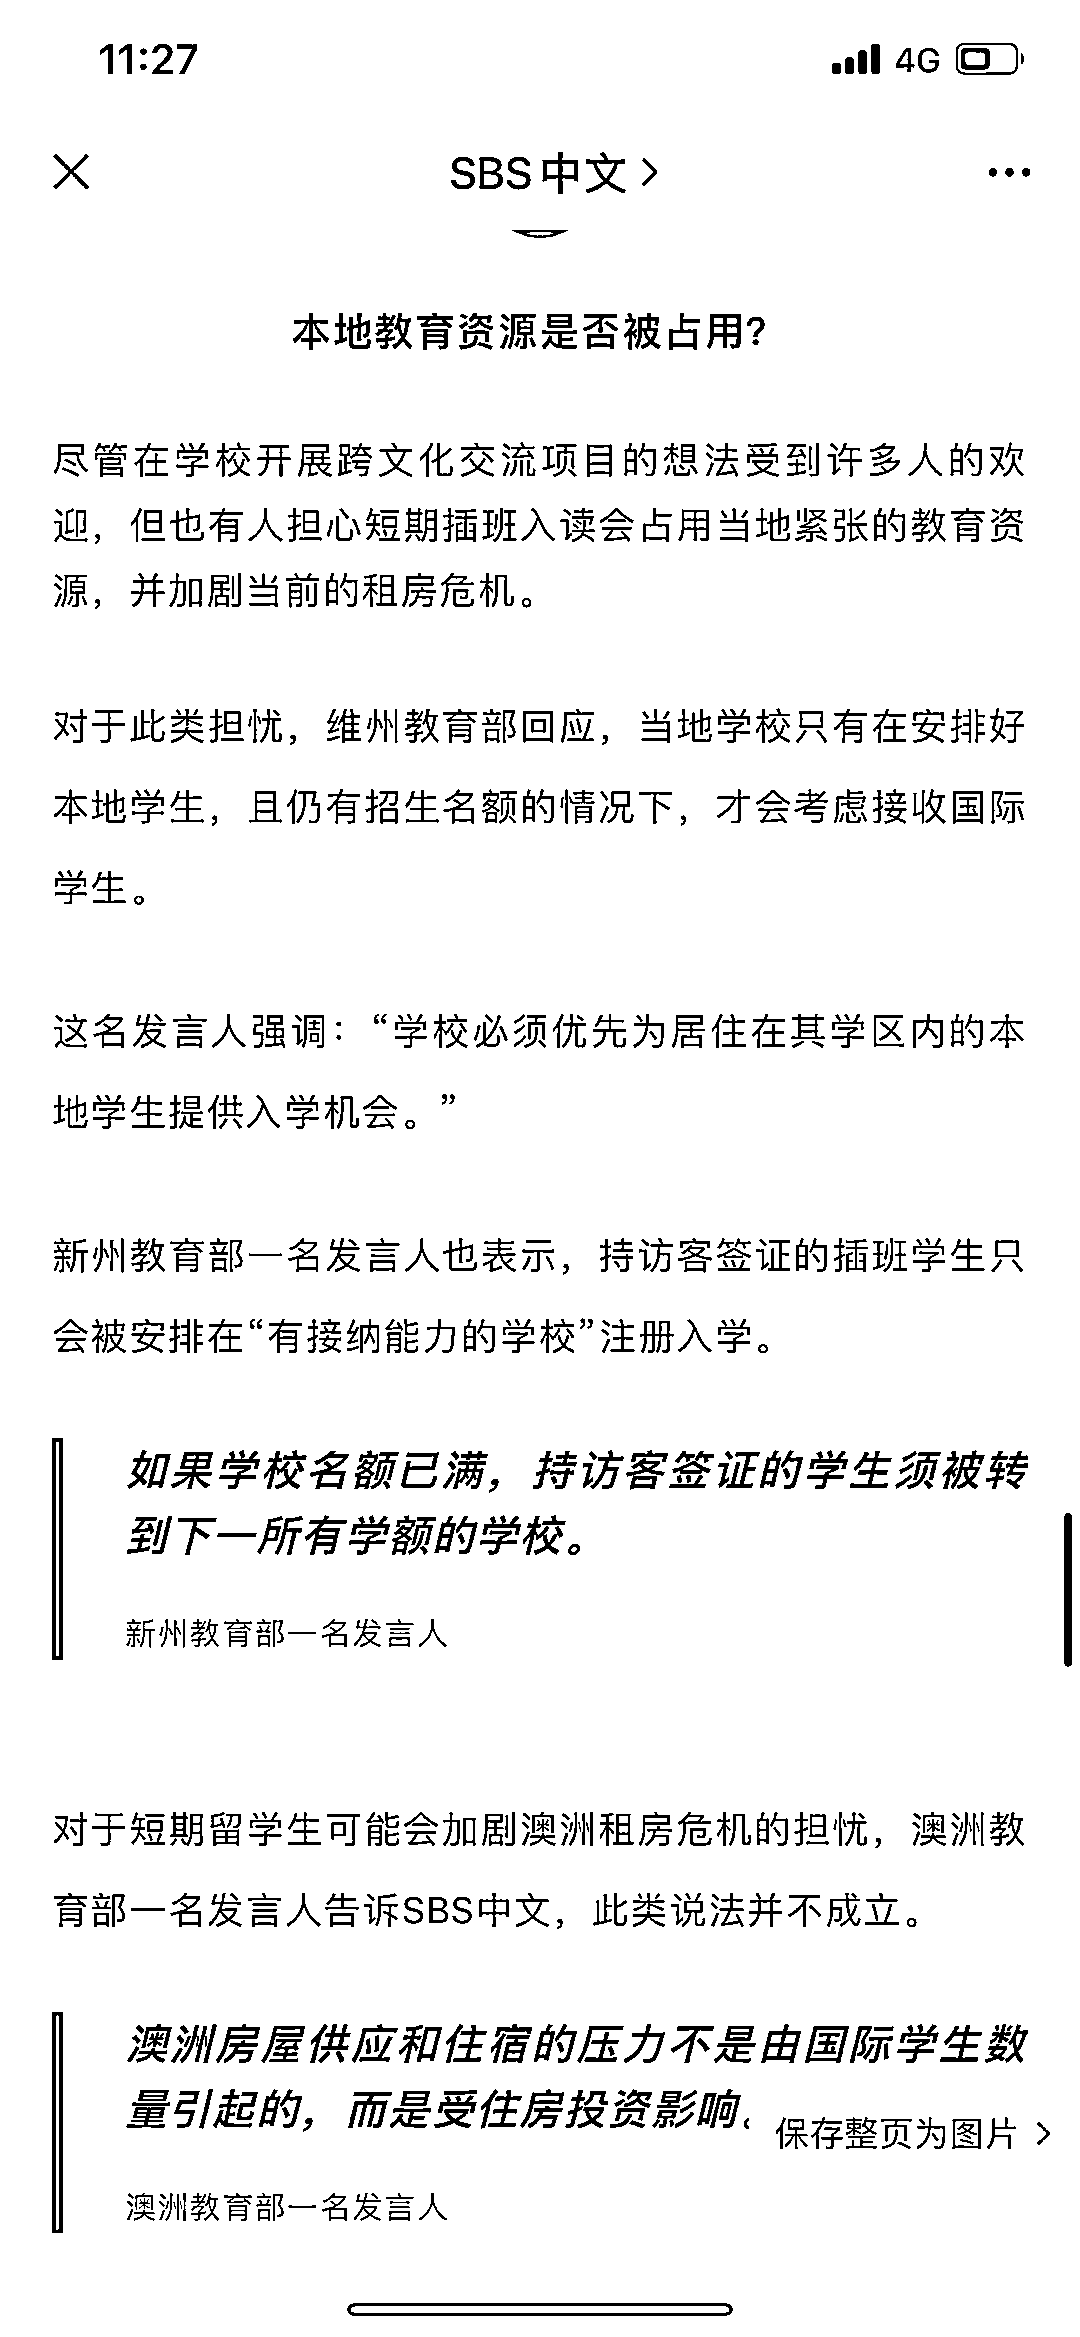 11:27
4G
SBS中文
本地教育资源是否被占用?
尽管在学校开展跨文化交流项目的想法受到许多人的欢
迎，但也有人担心短期插班入读会占用当地紧张的教育资
源，并加剧当前的租房危机。
对于此类担忧，维州教育部回应，当地学校只有在安排好
本地学生，且仍有招生名额的情况下，才会考虑接收国际
学生。
这名发言人强调：“学校必须优先为居住在其学区内的本
地学生提供入学机会。”
新州教育部一名发言人也表示，持访客签证的插班学生只
会被安排在“有接纳能力的学校”注册入学。
如果学校名额已满，持访客签证的学生须被转
到下一所有学额的学校。
新州教育部一名发言人
对于短期留学生可能会加剧澳洲租房危机的担忧，澳洲教
育部一名发言人告诉SBS中文，此类说法并不成立。
澳洲房屋供应和住宿的压力不是由国际学生数
量引起的，而是受住房投资影响。
保存整页为图片
澳洲教育部一名发言人